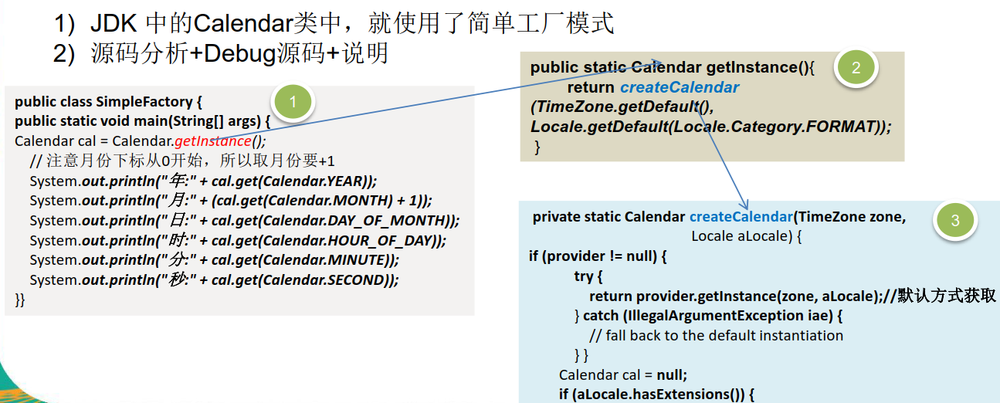 1) JDK 中的Calendar类中，就使用了简单工厂模式
2) 源码分析+Debug源码+说明
1
public class SimpleFactory {
public static void main(String[] args) {
Calendar cal = Calendar.getInstance();
// 注意月份下标从0开始，所以取月份要+1
System.out.println("年:" + cal.get(Calendar.YEAR));
System.out.println("月:" + (cal.get(Calendar.MONTH) + 1));
System.out.println("日:" + cal.get(Calendar.DAY_OF_MONTH));
System.out.println("时:" + cal.get(Calendar.HOUR_OF_DAY));
System.out.println("分:" + cal.get(Calendar.MINUTE));
System.out.println("秒:" + cal.get(Calendar.SECOND));
}}
2
public static Calendar getInstance(){
return createCalendar
(TimeZone.getDefault(),
Locale.getDefault(Locale.Category.FORMAT));
}
3
private static Calendar createCalendar(TimeZone zone,
Locale aLocale) {
if (provider != null) {
try {
return provider.getInstance(zone, aLocale);//默认方式获取
} catch (IllegalArgumentException iae) {
// fall back to the default instantiation
} }
Calendar cal = null;
if (aLocale.hasExtensions()) {